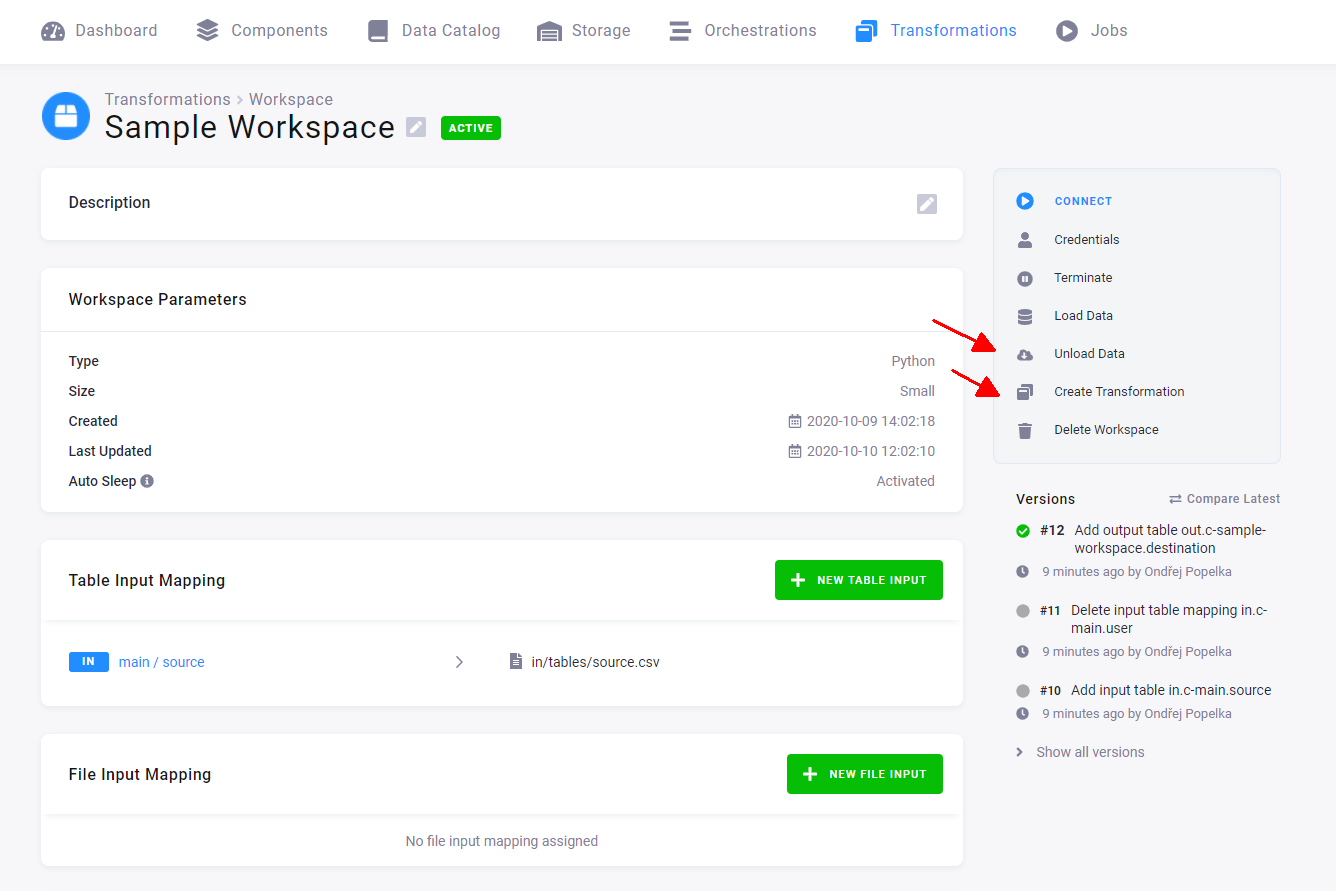 Dashboard
Components
Data Catalog
Storage
Orchestrations
Transformations
Jobs
Transformations > Workspace
Sample Workspace
ACTIVE
Description
Workspace Parameters
Type
Python
Size
Small
Created
2020-10-09 14:02:18
Last Updated
2020-10-10 12:02:10
Auto Sleep
Activated
Table Input Mapping
NEW TABLE INPUT
IN main / source
in/tables/source.csv
File Input Mapping
NEW FILE INPUT
No file input mapping assigned
CONNECT
Credentials
Terminate
Load Data
Unload Data
Create Transformation
Delete Workspace
Versions
Compare Latest
#12 Add output table out.c-sample-
workspace.destination
9 minutes ago by Ondřej Popelka
#11 Delete input table mapping in.c-
main.user
9 minutes ago by Ondřej Popelka
#10 Add input table in.c-main.source
9 minutes ago by Ondřej Popelka
Show all versions